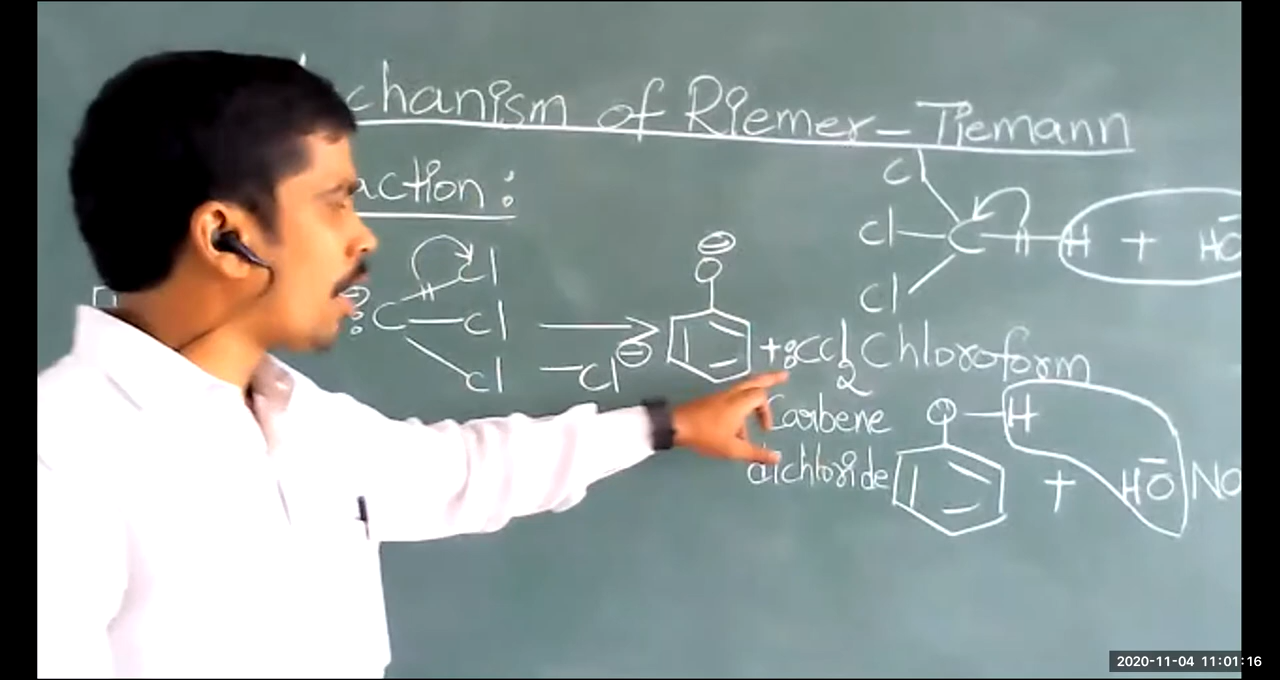 chanism of Riemer-Tiemann
action:
Cl
Cl — C — H + HO
Cl
Chloroform
:C — Cl
Cl
Cl
-Cl⊖
⊖
O
+ :CCl2
Carbene
dichloride
O — H
+ HO Na
2020-11-04 11:01:16